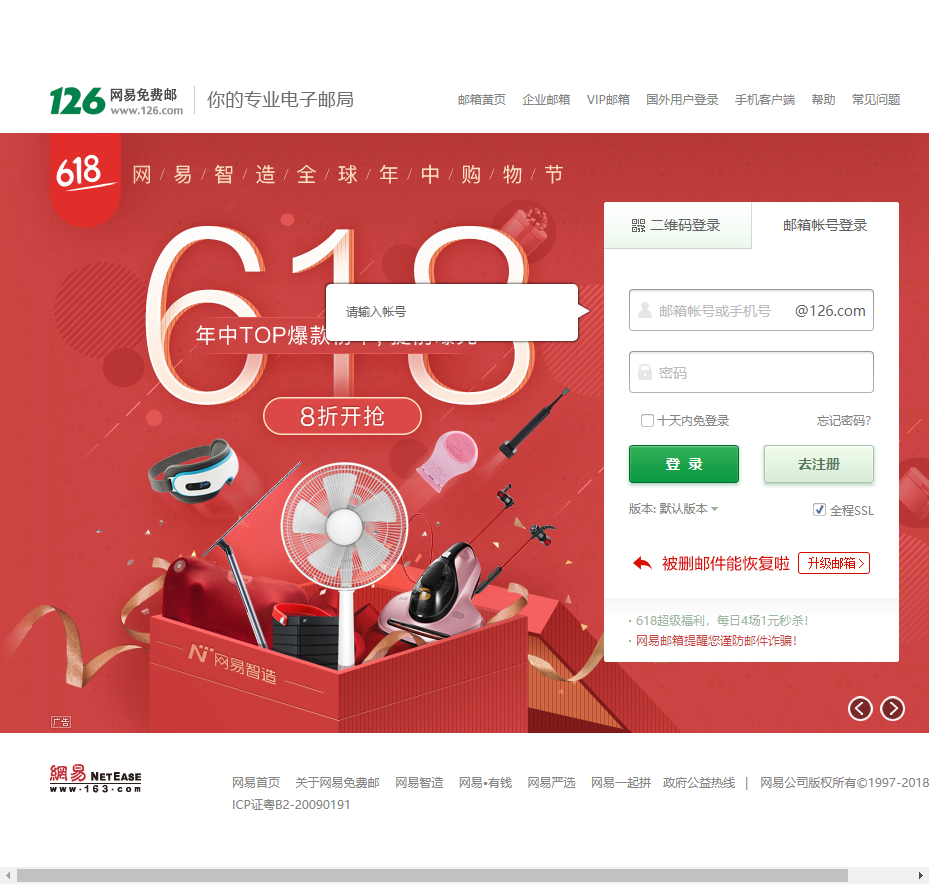 126 网易免费邮 www.126.com 你的专业电子邮局
邮箱黄页 企业邮箱 VIP邮箱 国外用户登录 手机客户端 帮助 常见问题
618 网 / 易 / 智 / 造 / 全 / 球 / 年 / 中 / 购 / 物 / 节
618
年中TOP爆款
请输入帐号
8折开抢
二维码登录 邮箱帐号登录
邮箱帐号或手机号 @126.com
密码
十天内免登录 忘记密码?
登 录 去注册
版本: 默认版本 全程SSL
被删邮件能恢复啦 升级邮箱>
· 618超级福利，每日4场1元秒杀！
· 网易邮箱提醒您谨防邮件诈骗!
网易智造
广告
網易 NETEASE
www.163.com
网易首页 关于网易免费邮 网易智造 网易•有钱 网易严选 网易一起拼 政府公益热线 | 网易公司版权所有©1997-2018
ICP证粤B2-20090191